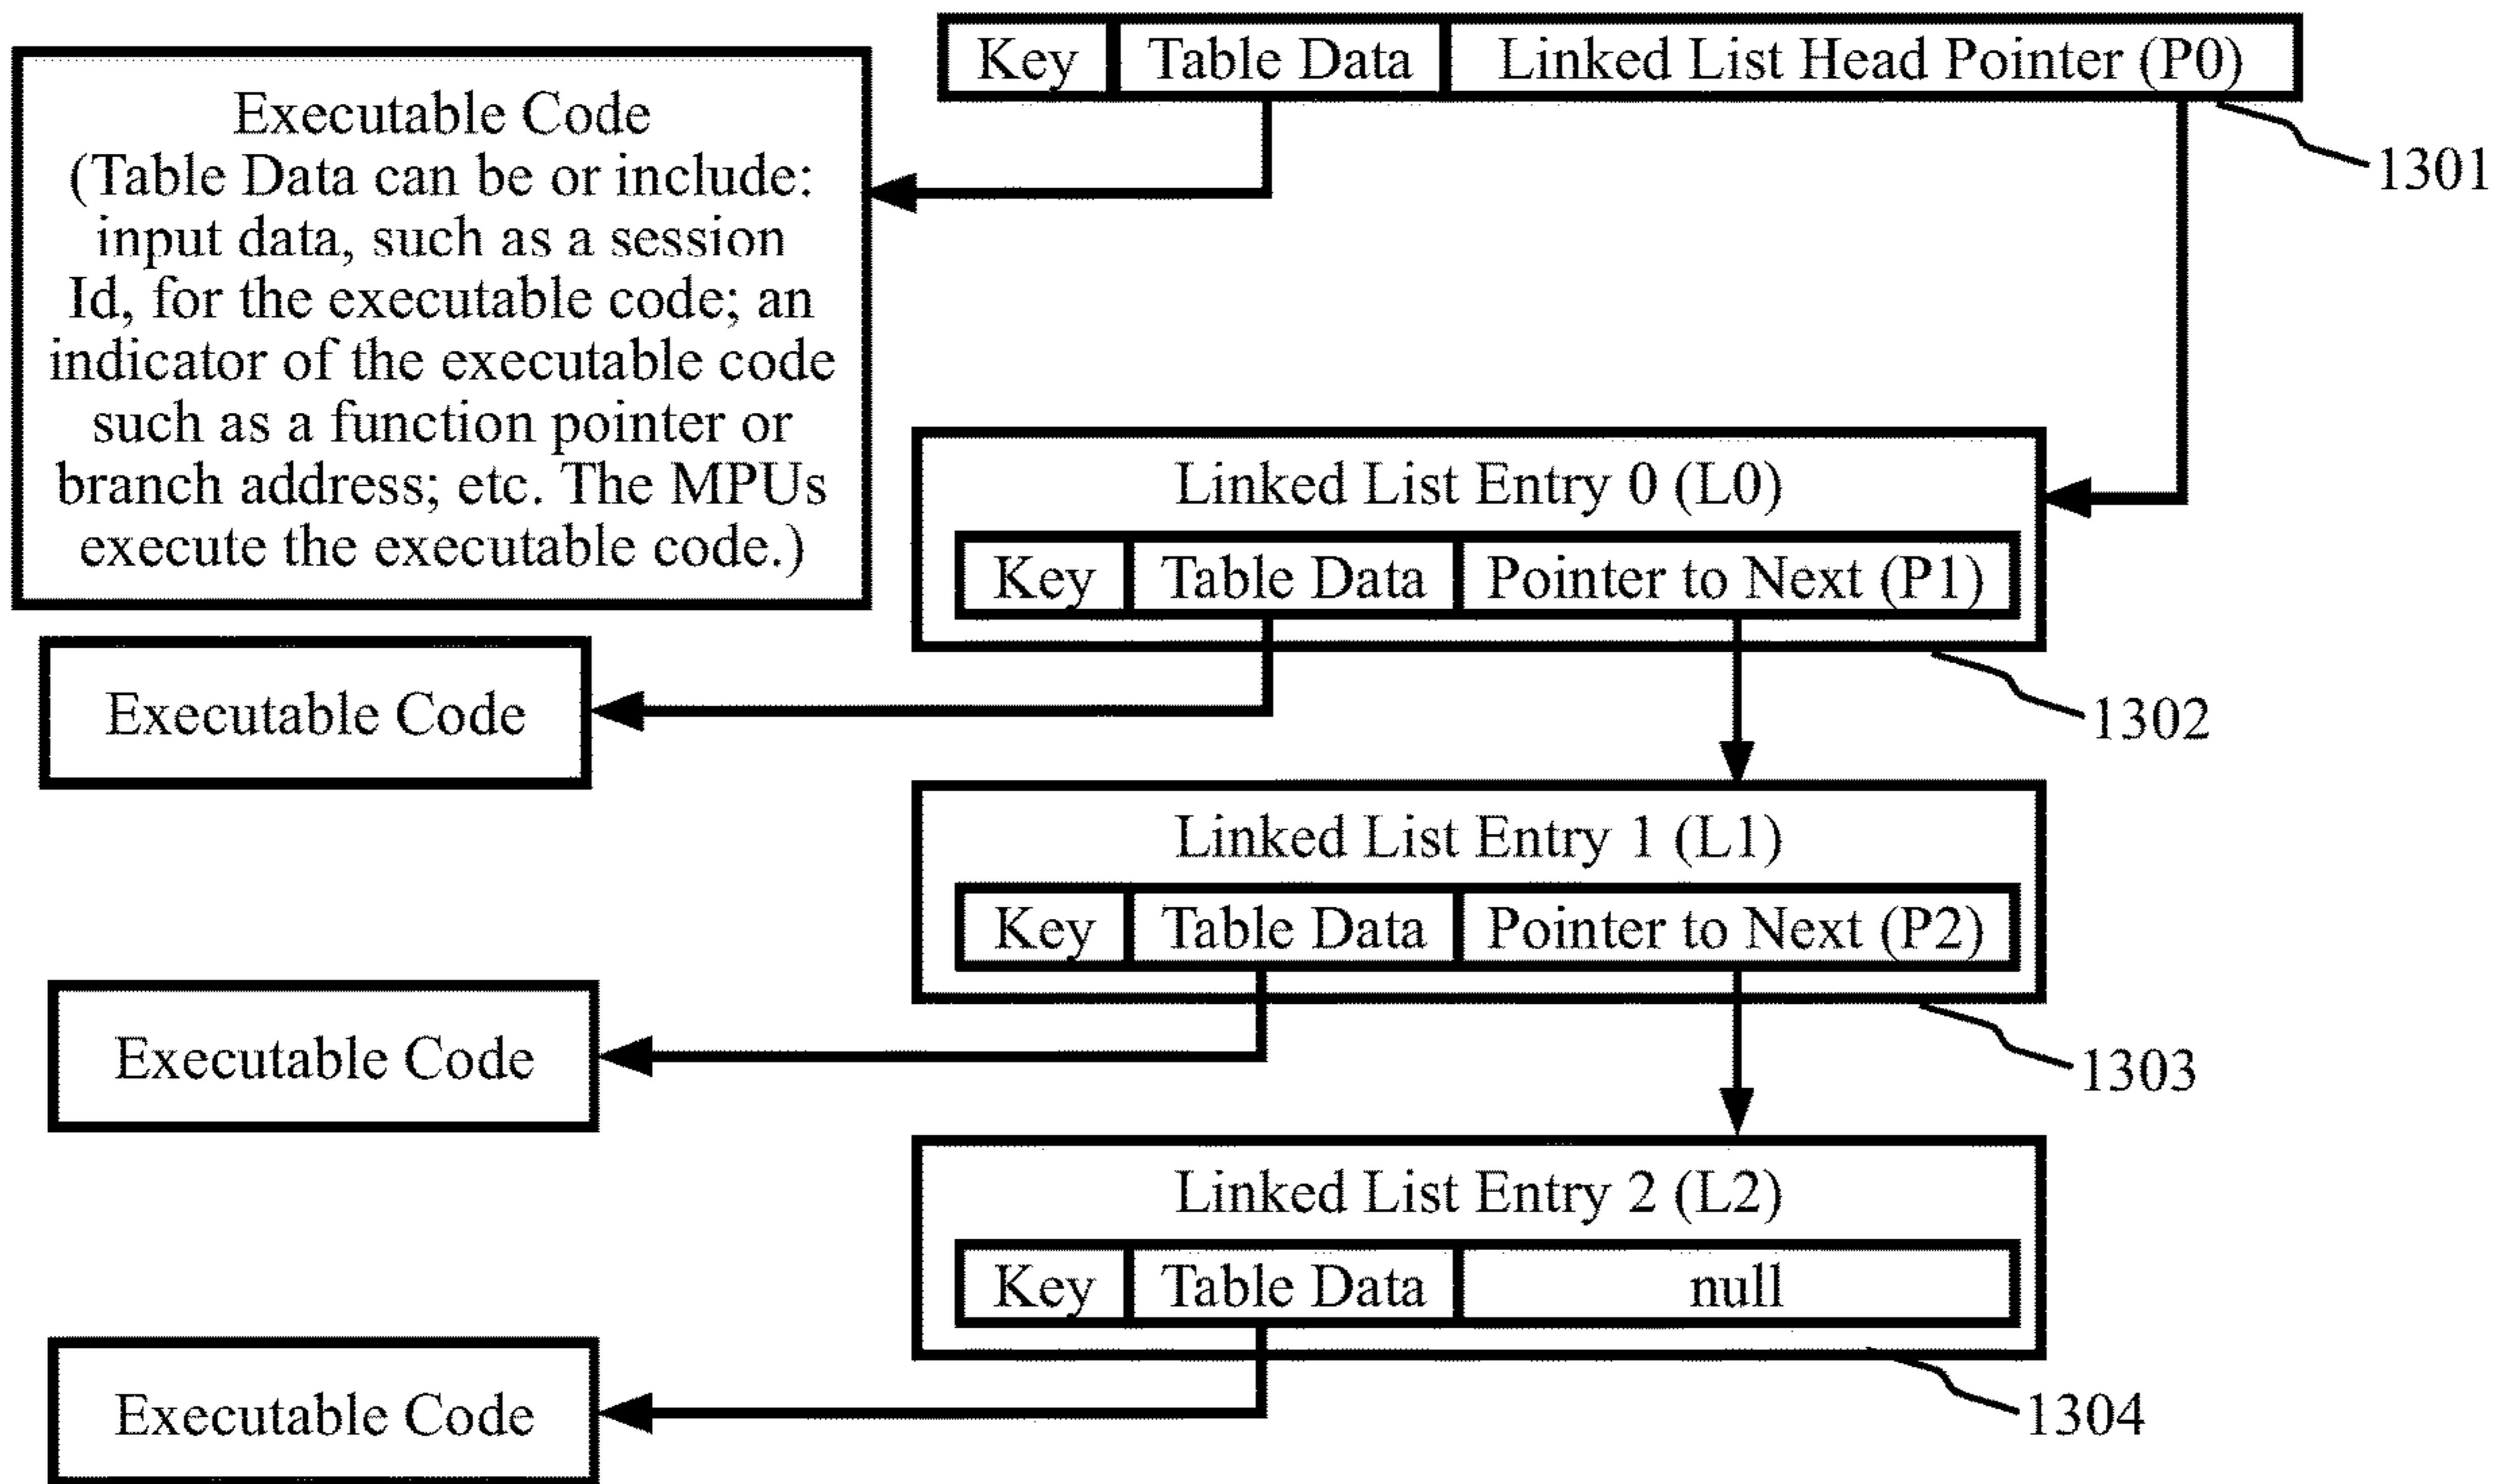 Key Table Data Linked List Head Pointer (P0)
1301
Executable Code
(Table Data can be or include:
input data, such as a session
Id, for the executable code; an
indicator of the executable code
such as a function pointer or
branch address; etc. The MPUs
execute the executable code.)
Linked List Entry 0 (L0)
Key Table Data Pointer to Next (P1)
1302
Executable Code
Linked List Entry 1 (L1)
Key Table Data Pointer to Next (P2)
1303
Executable Code
Linked List Entry 2 (L2)
Key Table Data null
1304
Executable Code